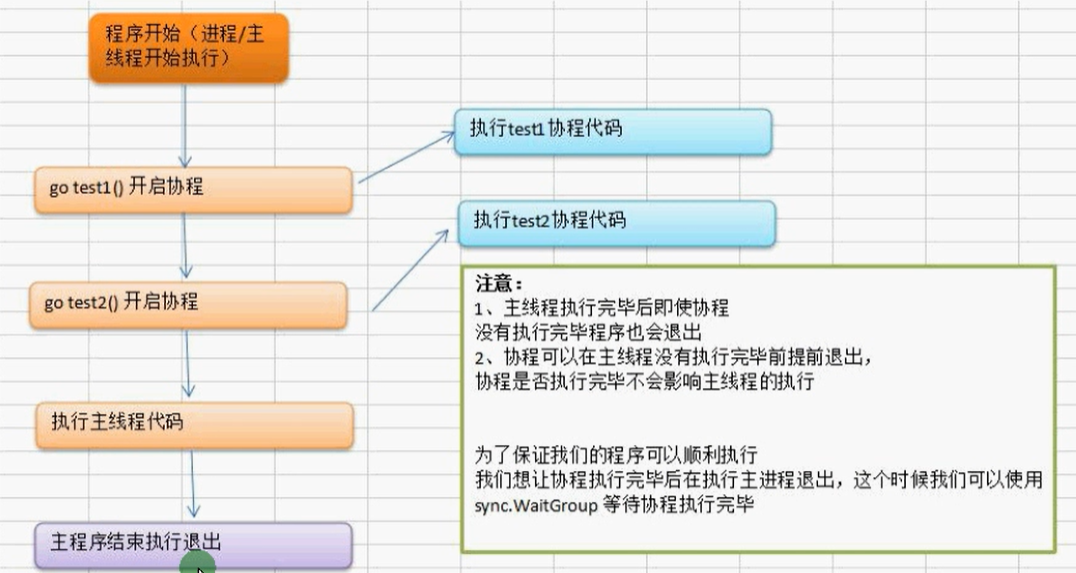 程序开始（进程/主
线程开始执行）
执行test1协程代码
go test1() 开启协程
执行test2协程代码
go test2() 开启协程
注意：
1、主线程执行完毕后即使协程
没有执行完毕程序也会退出
2、协程可以在主线程没有执行完毕前提前退出，
协程是否执行完毕不会影响主线程的执行
执行主线程代码
为了保证我们的程序可以顺利执行
我们想让协程执行完毕后在执行主进程退出，这个时候我们可以使用
sync.WaitGroup 等待协程执行完毕
主程序结束执行退出